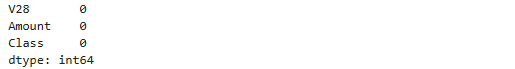 V28       0
Amount    0
Class     0
dtype: int64